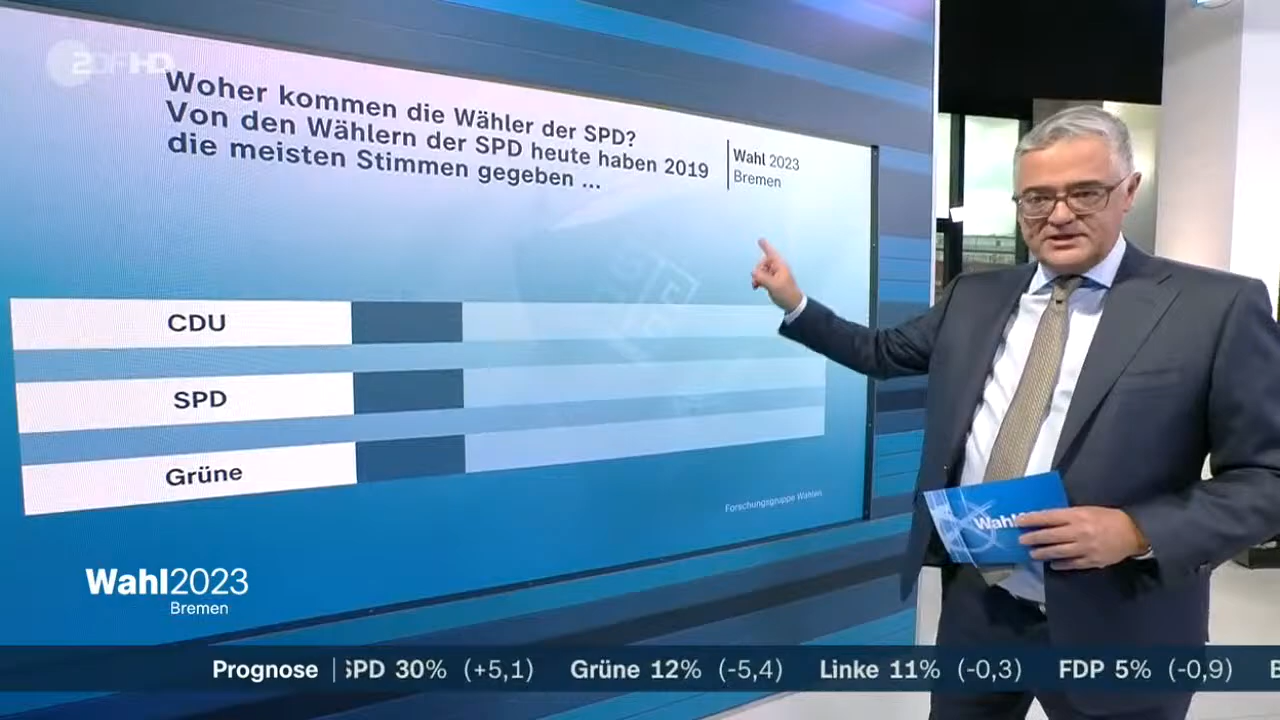 ZDFHD
Woher kommen die Wähler der SPD?
Von den Wählern der SPD heute haben 2019
die meisten Stimmen gegeben ...
Wahl 2023
Bremen
CDU
SPD
Grüne
Forschungsgruppe Wahlen
Wahl
Wahl2023
Bremen
Prognose SPD 30% (+5,1) Grüne 12% (-5,4) Linke 11% (-0,3) FDP 5% (-0,9)